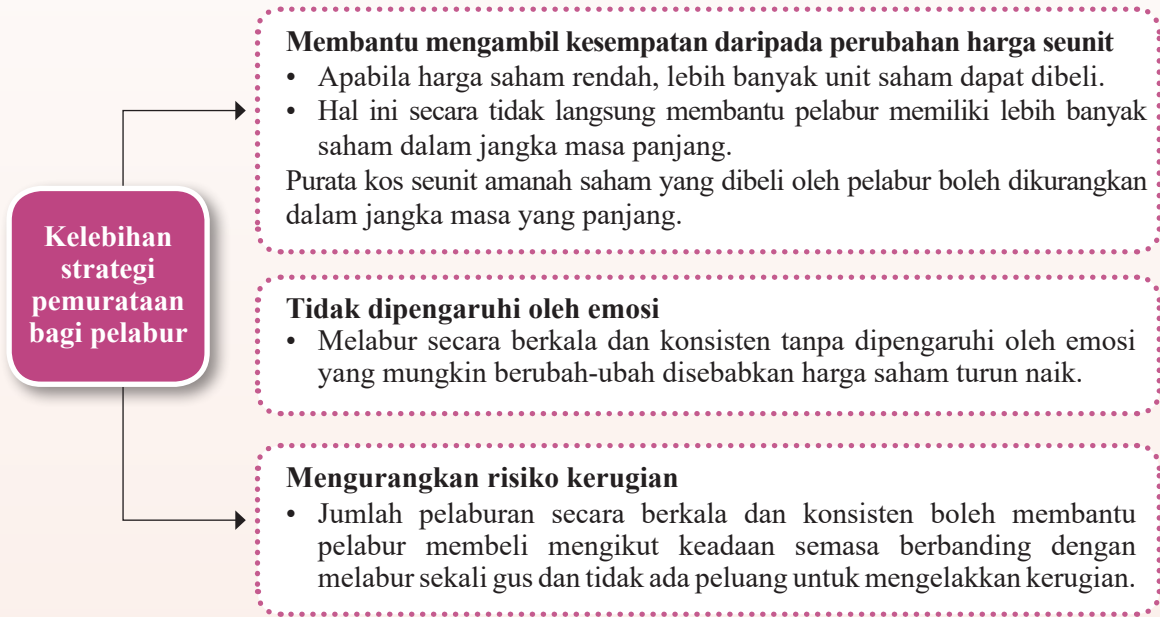 Kelebihan
strategi
pemurataan
bagi pelabur
Membantu mengambil kesempatan daripada perubahan harga seunit
• Apabila harga saham rendah, lebih banyak unit saham dapat dibeli.
• Hal ini secara tidak langsung membantu pelabur memiliki lebih banyak
saham dalam jangka masa panjang.
Purata kos seunit amanah saham yang dibeli oleh pelabur boleh dikurangkan
dalam jangka masa yang panjang.
Tidak dipengaruhi oleh emosi
• Melabur secara berkala dan konsisten tanpa dipengaruhi oleh emosi
yang mungkin berubah-ubah disebabkan harga saham turun naik.
Mengurangkan risiko kerugian
• Jumlah pelaburan secara berkala dan konsisten boleh membantu
pelabur membeli mengikut keadaan semasa berbanding dengan
melabur sekali gus dan tidak ada peluang untuk mengelakkan kerugian.